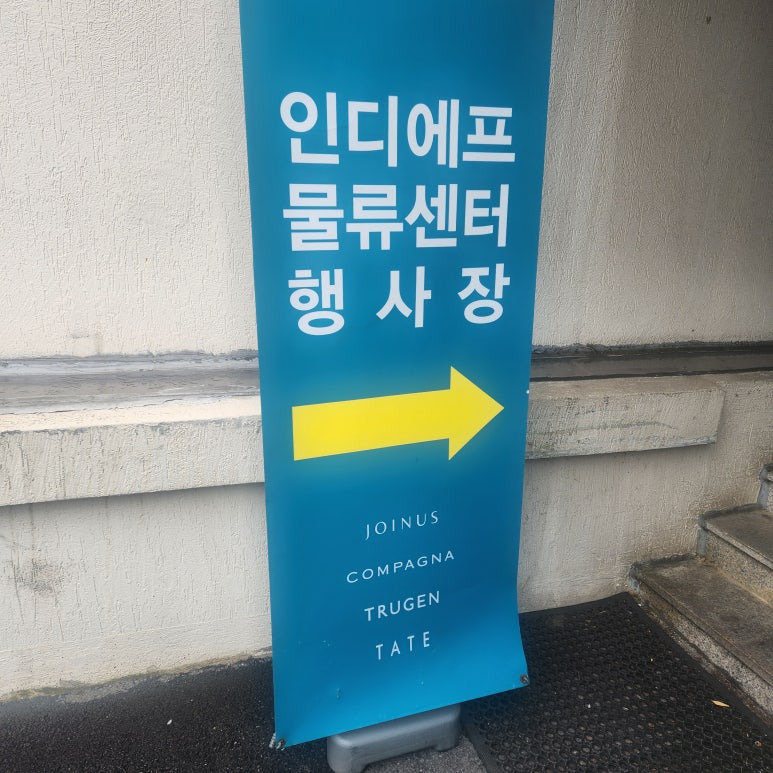 인디에프
물류센터
행 사 장
JOINUS
COMPAGNA
TRUGEN
TATE